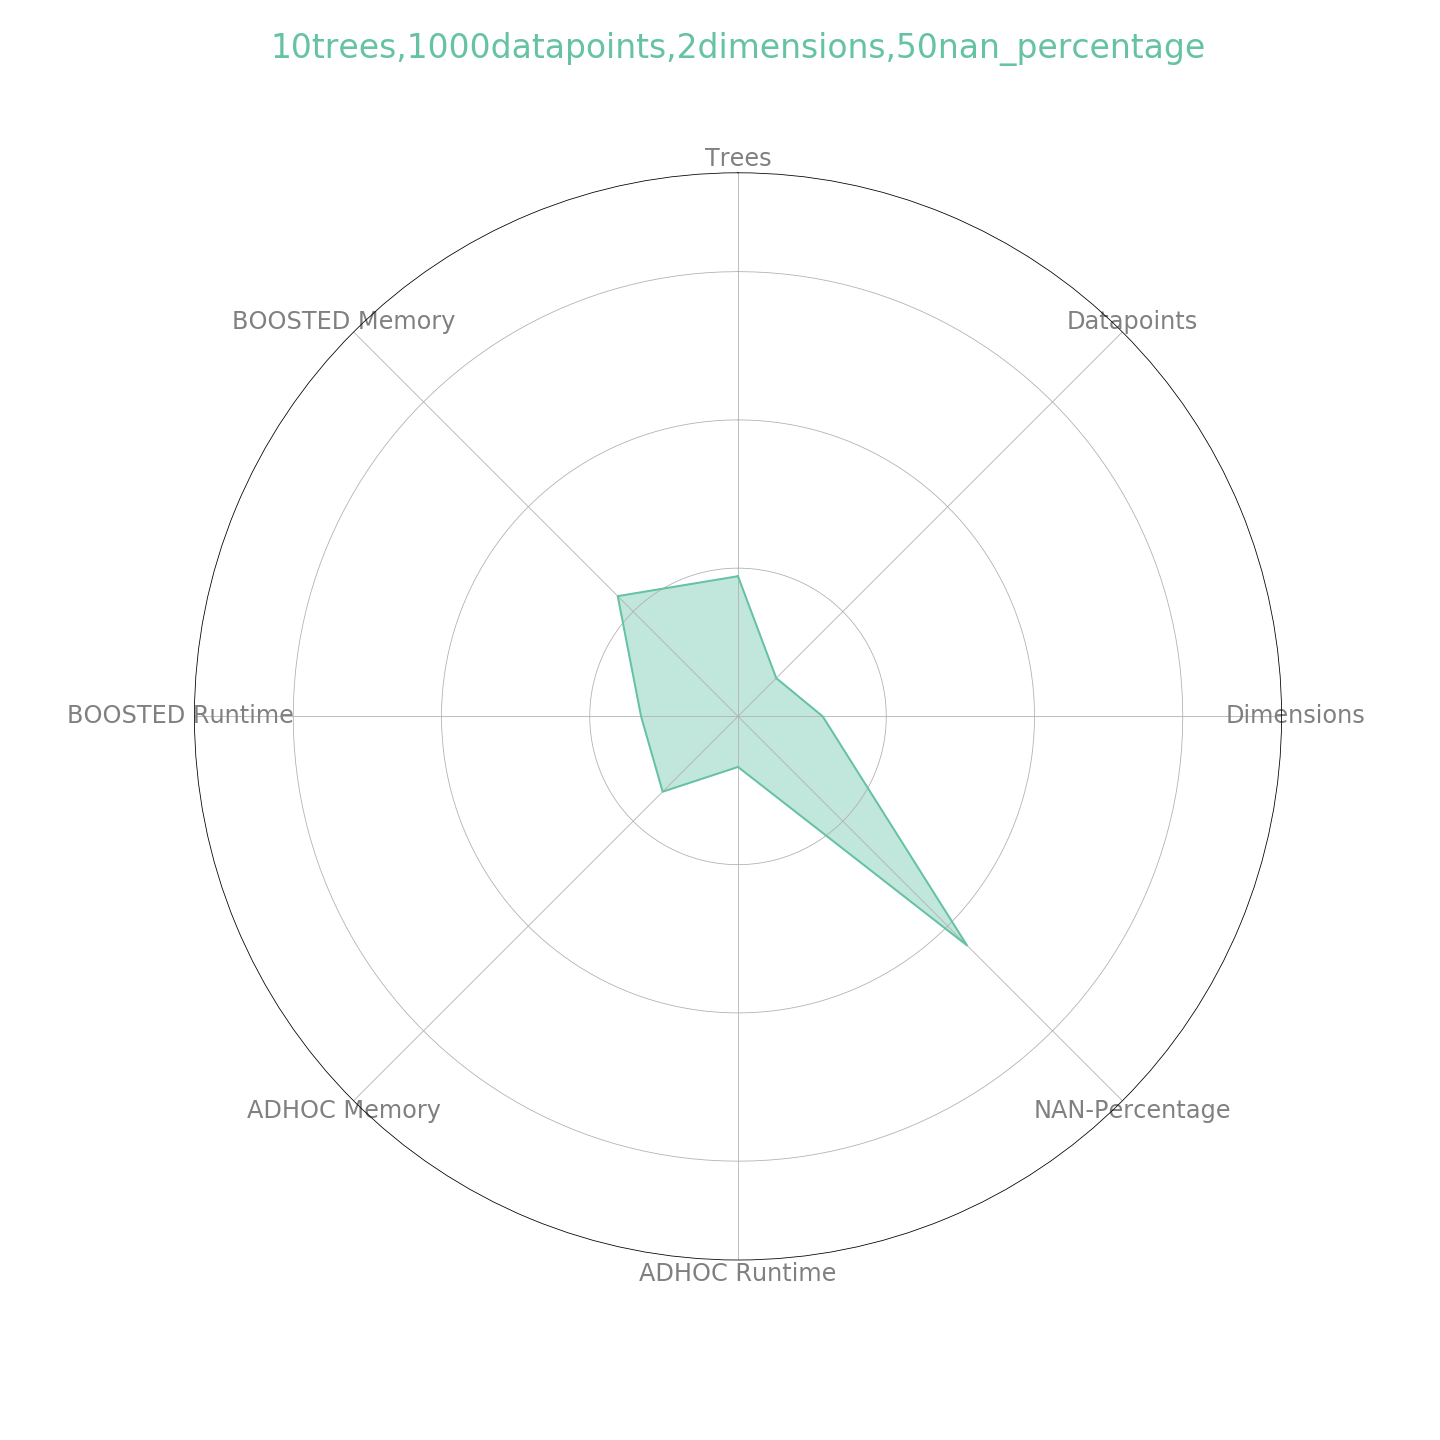 10trees,1000datapoints,2dimensions,50nan_percentage
Trees
BOOSTED Memory
Datapoints
BOOSTED Runtime
Dimensions
ADHOC Memory
NAN-Percentage
ADHOC Runtime